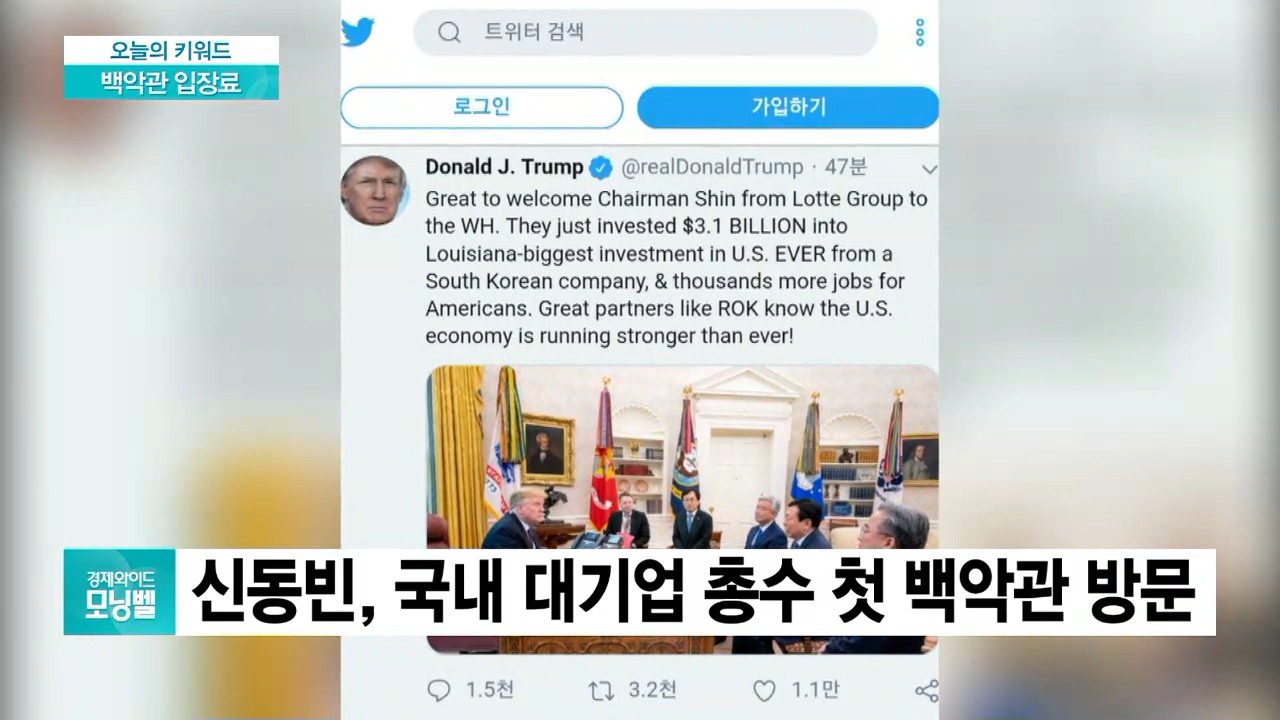 오늘의 키워드
백악관 입장료
트위터 검색
로그인
가입하기
Donald J. Trump @realDonaldTrump · 47분
Great to welcome Chairman Shin from Lotte Group to
the WH. They just invested $3.1 BILLION into
Louisiana-biggest investment in U.S. EVER from a
South Korean company, & thousands more jobs for
Americans. Great partners like ROK know the U.S.
economy is running stronger than ever!
경제와이드
모닝벨
신동빈, 국내 대기업 총수 첫 백악관 방문
1.5천
3.2천
1.1만